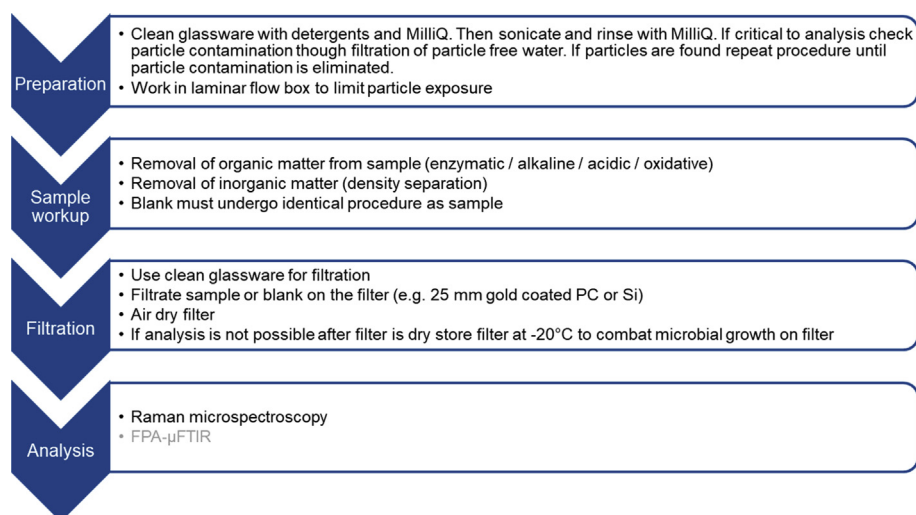 Preparation
• Clean glassware with detergents and MilliQ. Then sonicate and rinse with MilliQ. If critical to analysis check
particle contamination though filtration of particle free water. If particles are found repeat procedure until
particle contamination is eliminated.
• Work in laminar flow box to limit particle exposure
Sample
workup
• Removal of organic matter from sample (enzymatic / alkaline / acidic / oxidative)
• Removal of inorganic matter (density separation)
• Blank must undergo identical procedure as sample
Filtration
• Use clean glassware for filtration
• Filtrate sample or blank on the filter (e.g. 25 mm gold coated PC or Si)
• Air dry filter
• If analysis is not possible after filter is dry store filter at -20°C to combat microbial growth on filter
Analysis
• Raman microspectroscopy
• FPA-µFTIR